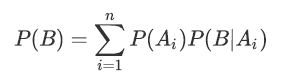 P(B) = \sum_{i=1}^{n} P(A_i)P(B|A_i)